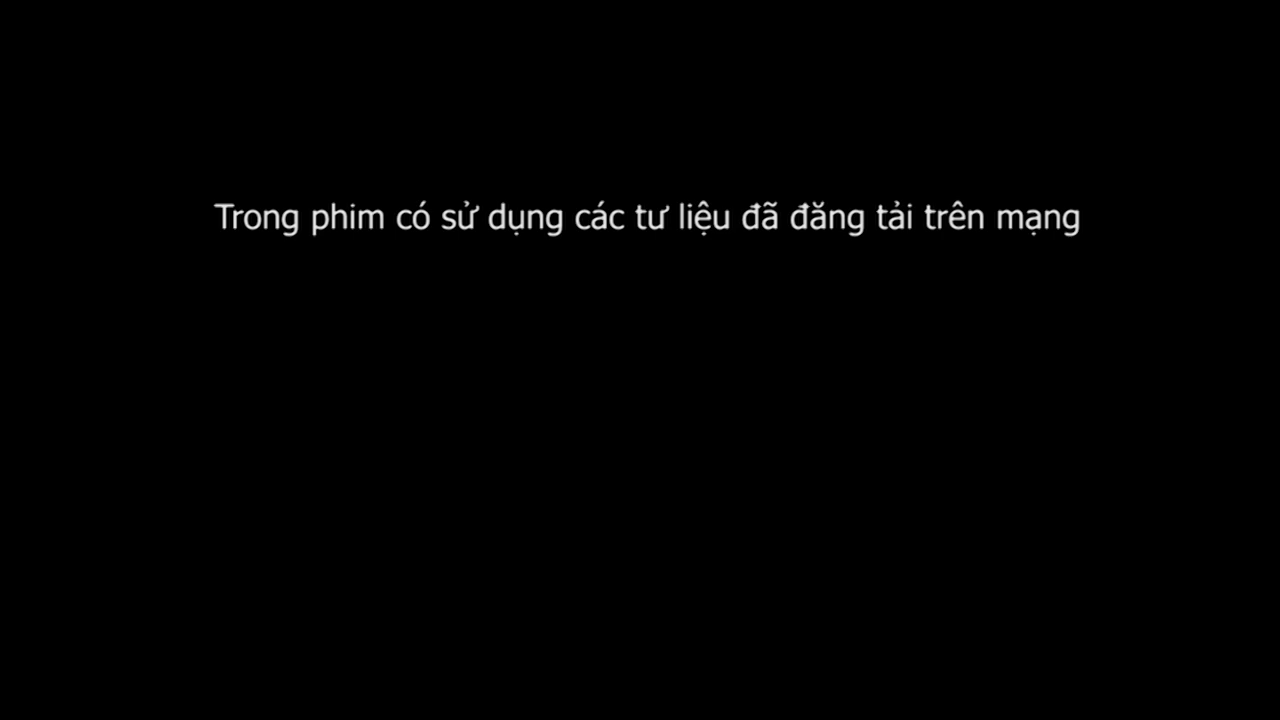 Trong phim có sử dụng các tư liệu đã đăng tải trên mạng